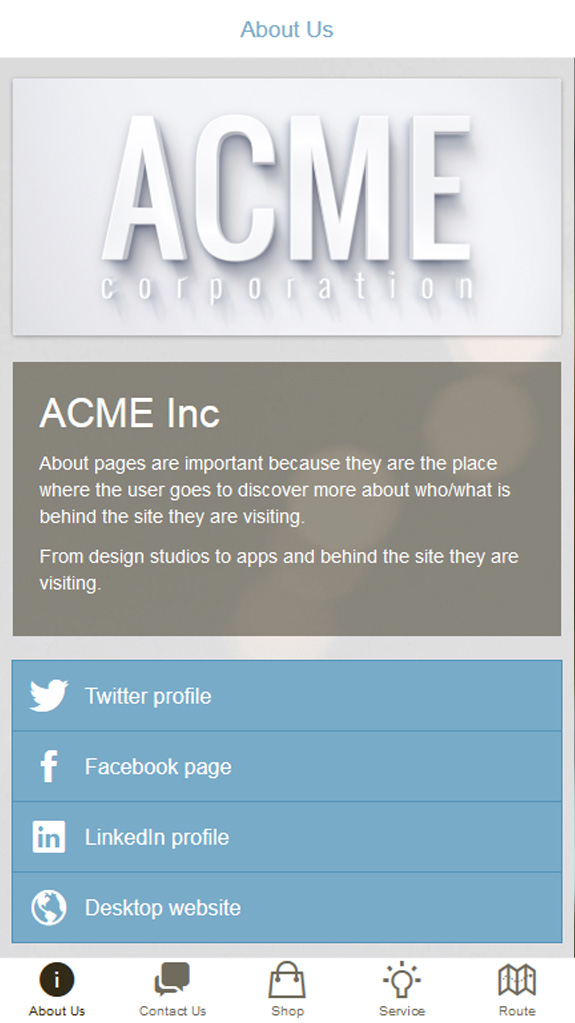 About Us
ACME
corporation
ACME Inc
About pages are important because they are the place
where the user goes to discover more about who/what is
behind the site they are visiting.
From design studios to apps and behind the site they are
visiting.
Twitter profile
Facebook page
LinkedIn profile
Desktop website
About Us
Contact Us
Shop
Service
Route